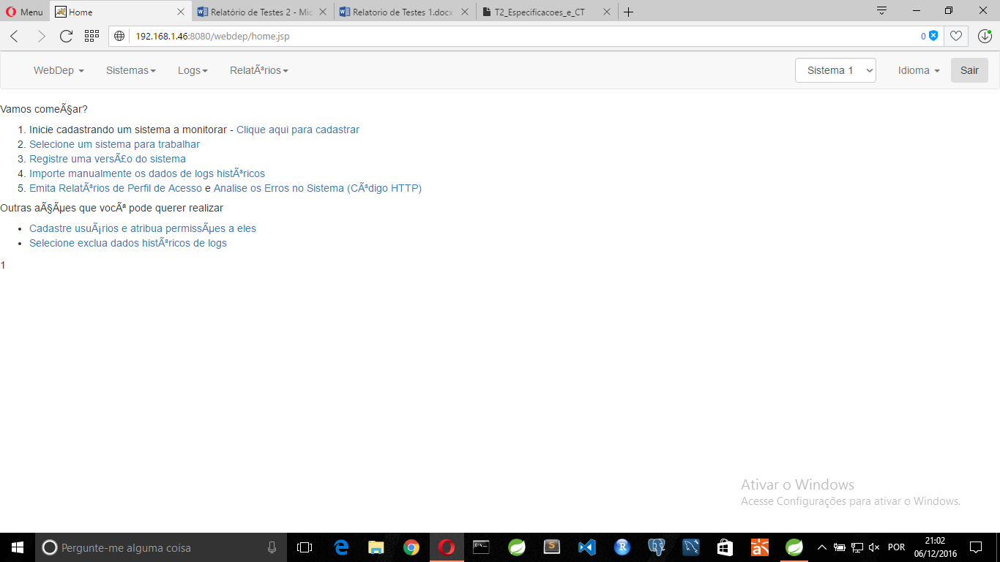 Menu
Home
Relatório de Testes 2 - Mic
Relatorio de Testes 1.docx
T2_Especificacoes_e_CT
192.168.1.46:8080/webdep/home.jsp
0
WebDep
Sistemas
Logs
RelatÃ³rios
Sistema 1
Idioma
Sair
Vamos comeÃ§ar?
1. Inicie cadastrando um sistema a monitorar - Clique aqui para cadastrar
2. Selecione um sistema para trabalhar
3. Registre uma versÃ£o do sistema
4. Importe manualmente os dados de logs histÃ³ricos
5. Emita RelatÃ³rios de Perfil de Acesso e Analise os Erros no Sistema (CÃ³digo HTTP)
Outras aÃ§Ãµes que vocÃª pode querer realizar
• Cadastre usuÃ¡rios e atribua permissÃµes a eles
• Selecione exclua dados histÃ³ricos de logs
1
Ativar o Windows
Acesse Configurações para ativar o Windows.
Pergunte-me alguma coisa
POR
21:02
06/12/2016